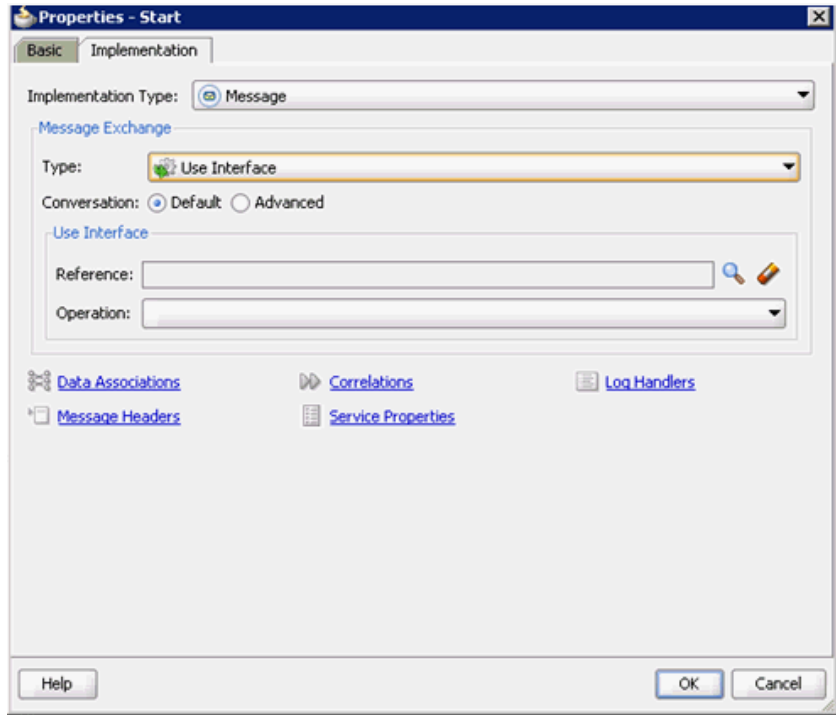 Properties - Start
Basic Implementation
Implementation Type: Message
Message Exchange
Type: Use Interface
Conversation: Default Advanced
Use Interface
Reference:
Operation:
Data Associations Correlations Log Handlers
Message Headers Service Properties
Help OK Cancel